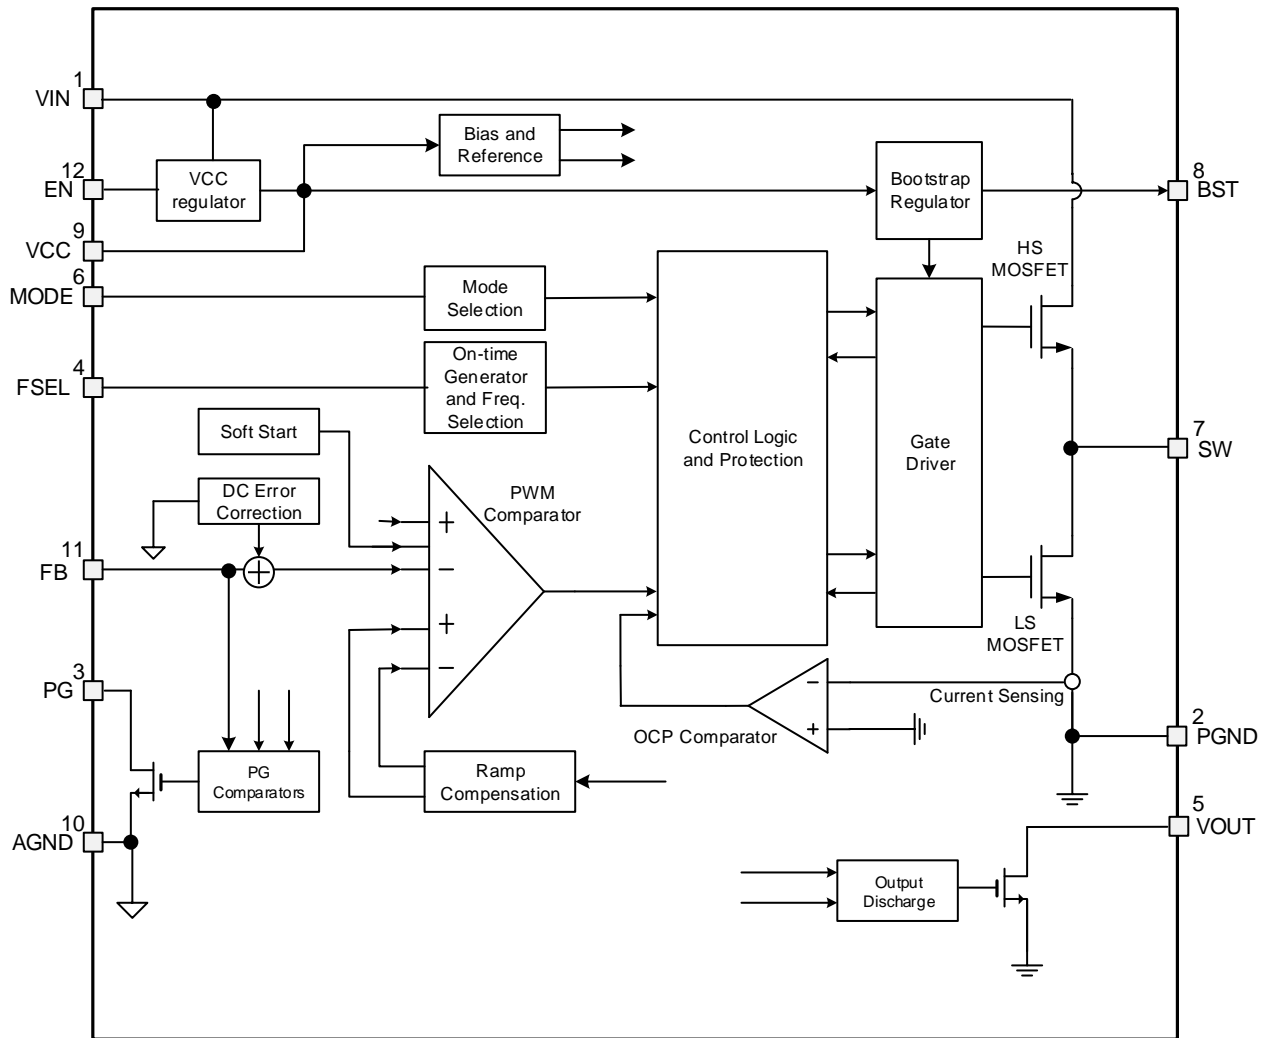 1
VIN
12
EN
9
VCC
6
MODE
4
FSEL
11
FB
3
PG
10
AGND
VCC
regulator
Bias and
Reference
Bootstrap
Regulator
8
BST
HS
MOSFET
Mode
Selection
On-time
Generator
and Freq.
Selection
Soft Start
DC Error
Correction
PWM
Comparator
+
−
+
−
+
Control Logic
and Protection
Gate
Driver
7
SW
LS
MOSFET
Current Sensing
−
+
OCP Comparator
2
PGND
PG
Comparators
Ramp
Compensation
5
VOUT
Output
Discharge